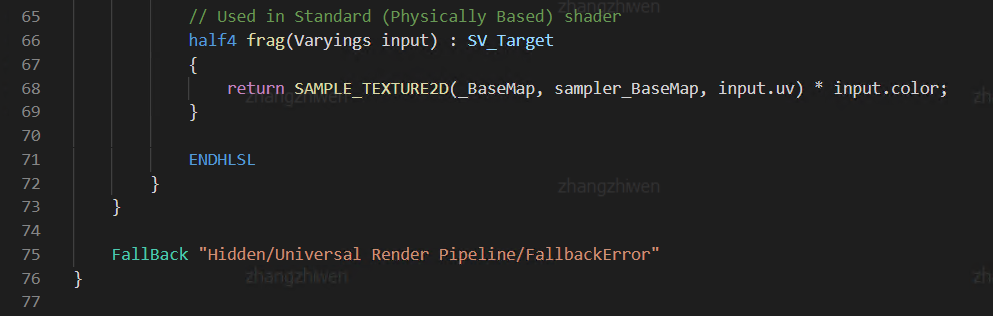 65 // Used in Standard (Physically Based) shader
66 half4 frag(Varyings input) : SV_Target
67 {
68 return SAMPLE_TEXTURE2D(_BaseMap, sampler_BaseMap, input.uv) * input.color;
69 }
70
71 ENDHLSL
72 }
73 }
74
75 FallBack "Hidden/Universal Render Pipeline/FallbackError"
76 }
77
zhangzhiwen
zhangzhiwen
zhangzhiwen
zhangzhiwen